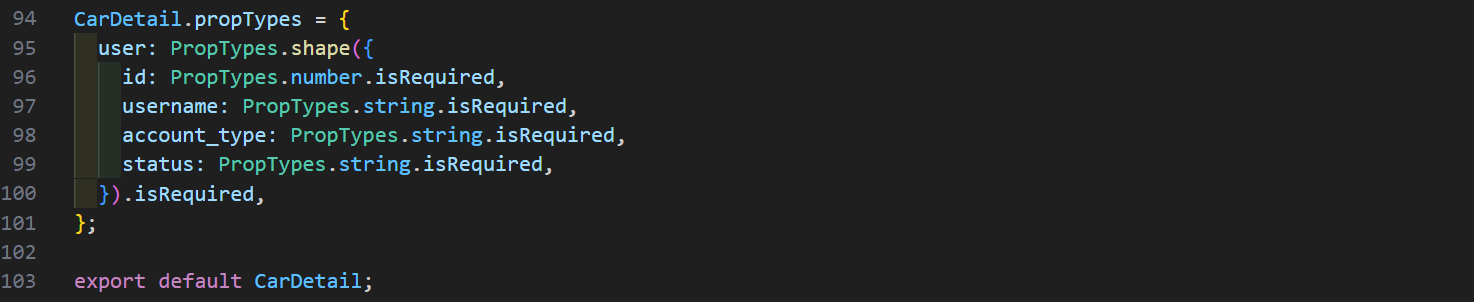 94 CarDetail.propTypes = {
95   user: PropTypes.shape({
96     id: PropTypes.number.isRequired,
97     username: PropTypes.string.isRequired,
98     account_type: PropTypes.string.isRequired,
99     status: PropTypes.string.isRequired,
100   }).isRequired,
101 };
102
103 export default CarDetail;